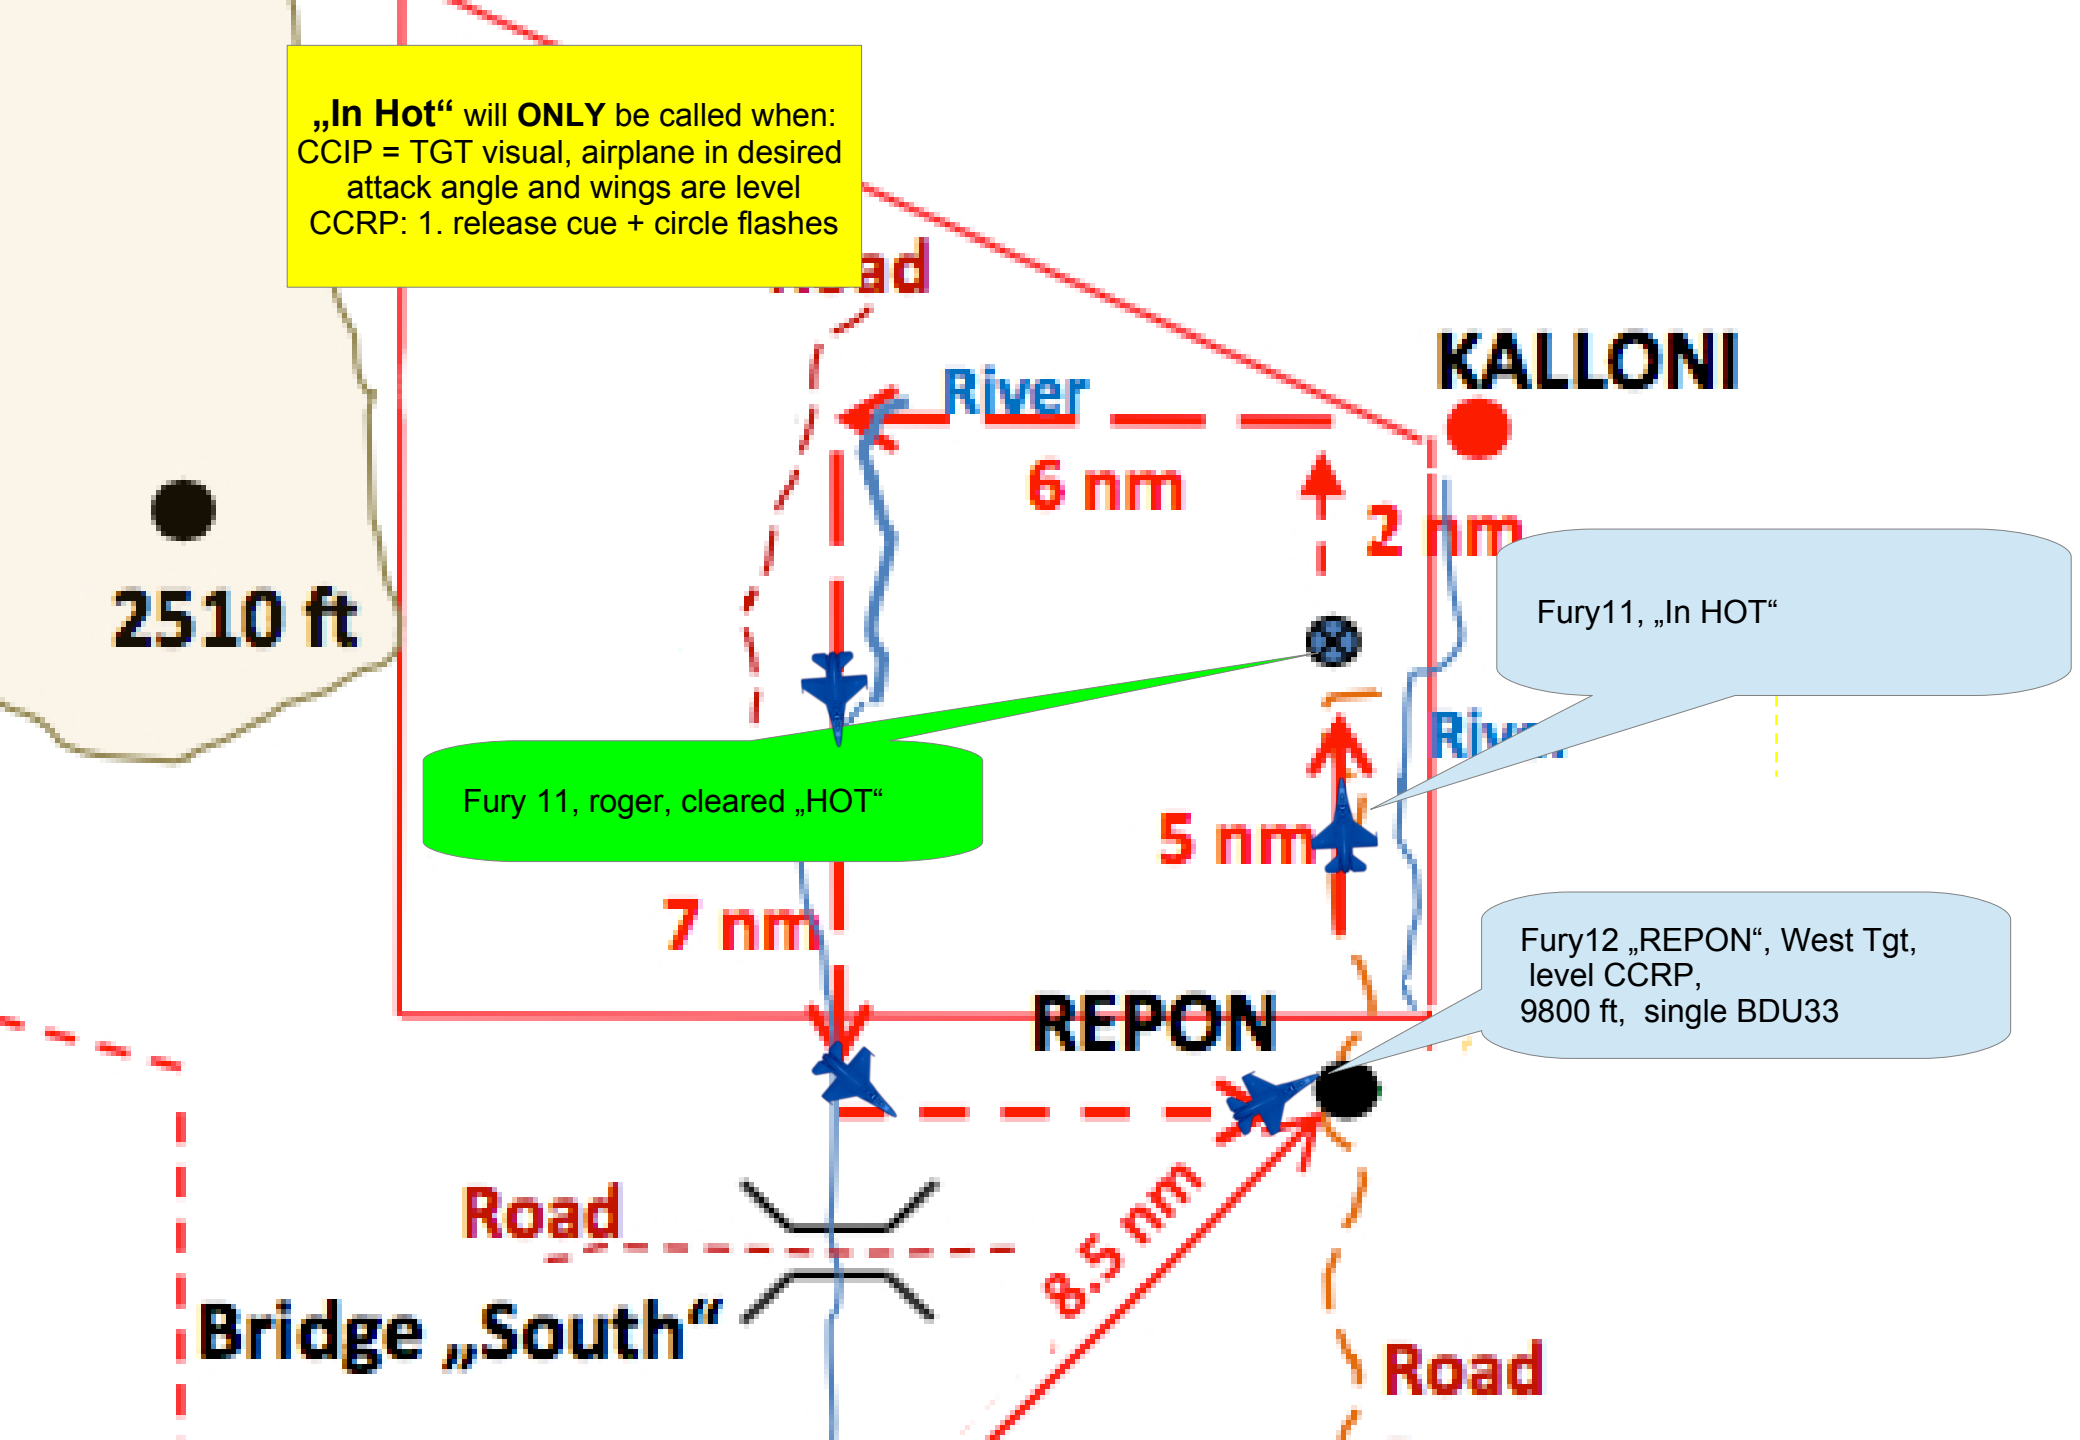 „In Hot“ will ONLY be called when:
CCIP = TGT visual, airplane in desired
attack angle and wings are level
CCRP: 1. release cue + circle flashes
River
KALLONI
6 nm
2 nm
2510 ft
Fury11, „In HOT“
Fury 11, roger, cleared „HOT“
5 nm
7 nm
Fury12 „REPON“, West Tgt,
level CCRP,
9800 ft, single BDU33
REPON
Road
8.5 nm
Bridge „South“
Road